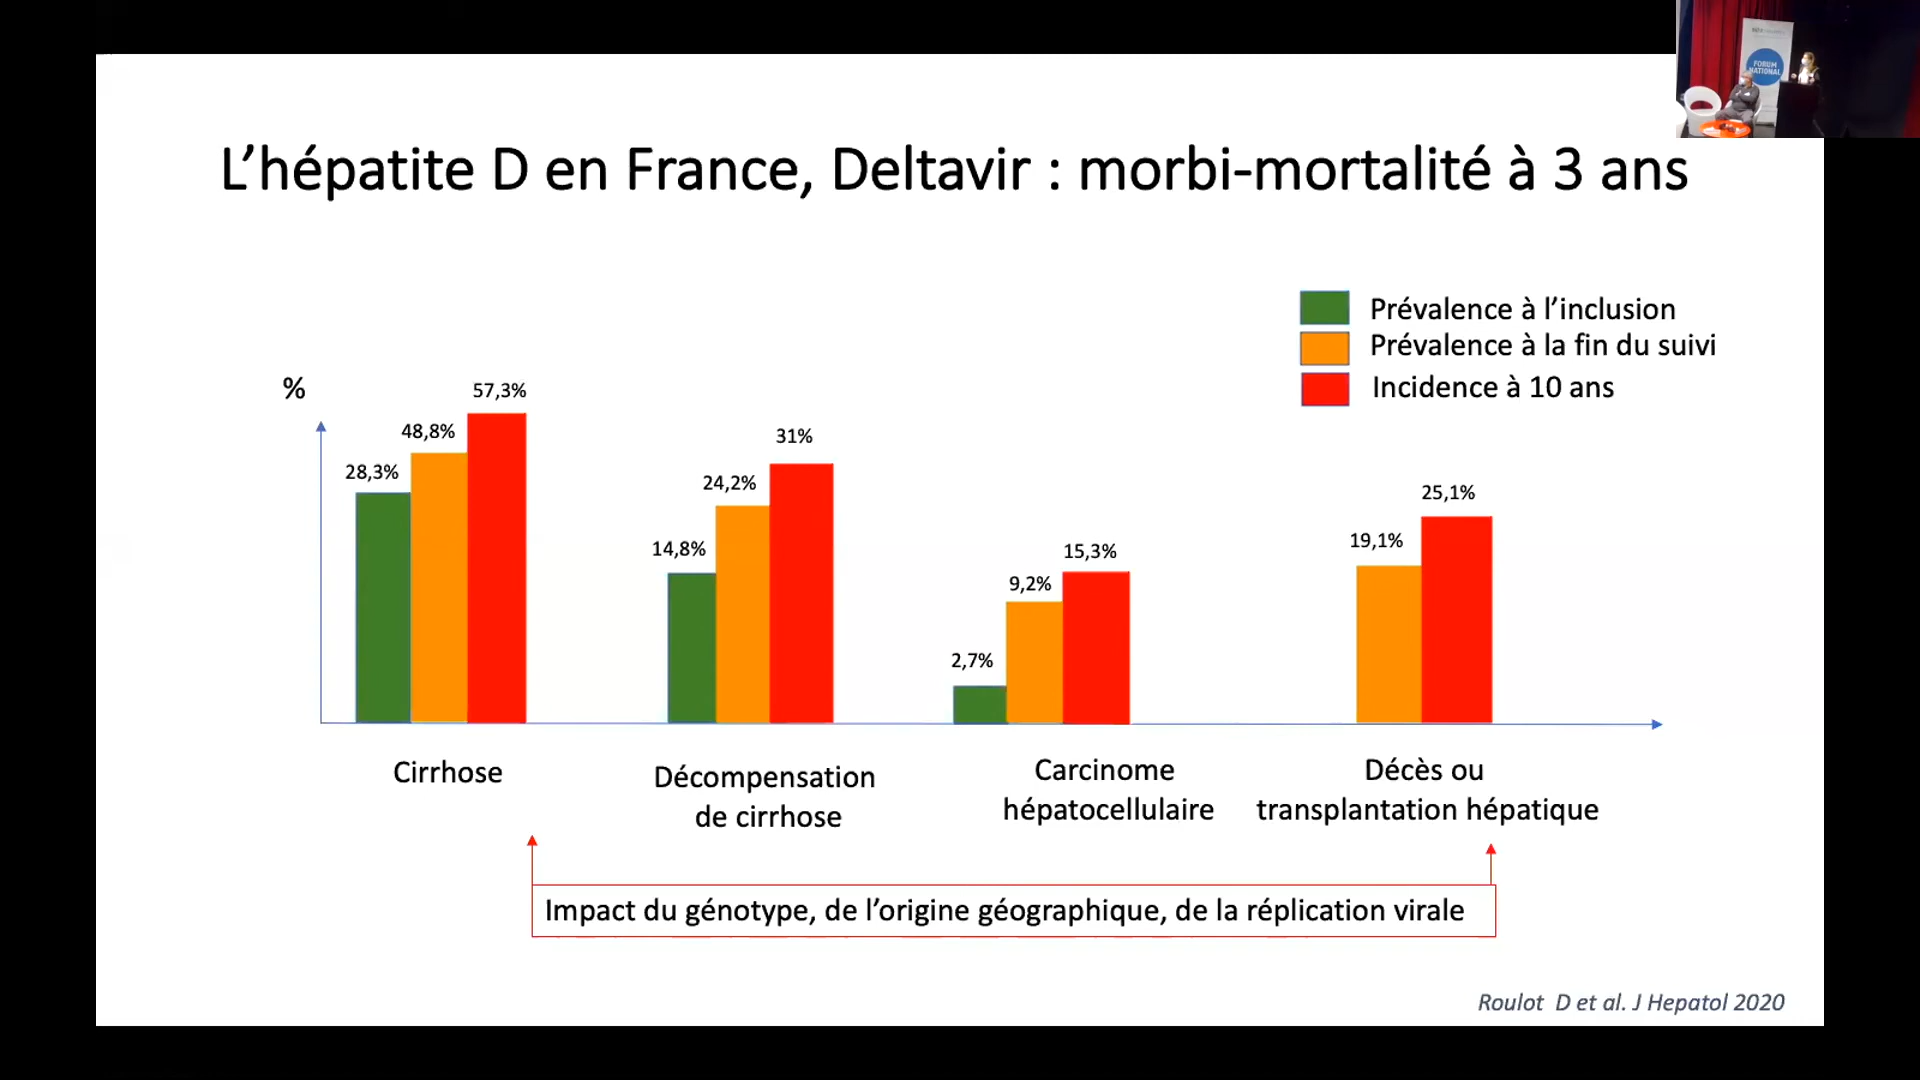 FORUM
NATIONAL
L’hépatite D en France, Deltavir : morbi-mortalité à 3 ans
Prévalence à l’inclusion
Prévalence à la fin du suivi
Incidence à 10 ans
%
28,3%
48,8%
57,3%
14,8%
24,2%
31%
2,7%
9,2%
15,3%
19,1%
25,1%
Cirrhose
Décompensation
de cirrhose
Carcinome
hépatocellulaire
Décès ou
transplantation hépatique
Impact du génotype, de l’origine géographique, de la réplication virale
Roulot D et al. J Hepatol 2020